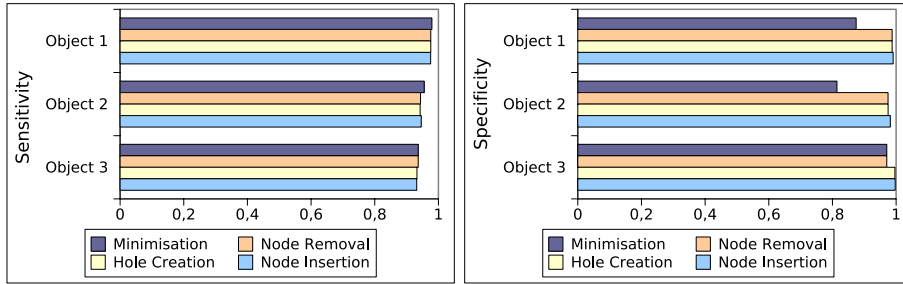 Sensitivity
Object 1
Object 2
Object 3
0 0,2 0,4 0,6 0,8 1
Minimisation Node Removal
Hole Creation Node Insertion
Specificity
Object 1
Object 2
Object 3
0 0,2 0,4 0,6 0,8 1
Minimisation Node Removal
Hole Creation Node Insertion